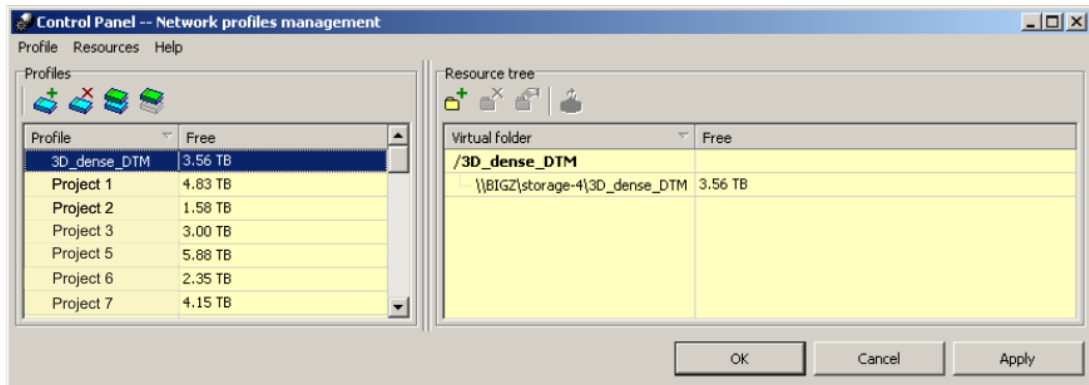 Control Panel -- Network profiles management
Profile Resources Help
Profiles
Profile Free
3D_dense_DTM 3.56 TB
Project 1 4.83 TB
Project 2 1.58 TB
Project 3 3.00 TB
Project 5 5.88 TB
Project 6 2.35 TB
Project 7 4.15 TB
Resource tree
Virtual folder Free
/3D_dense_DTM
\\BIGZ\storage-4\3D_dense_DTM 3.56 TB
OK Cancel Apply